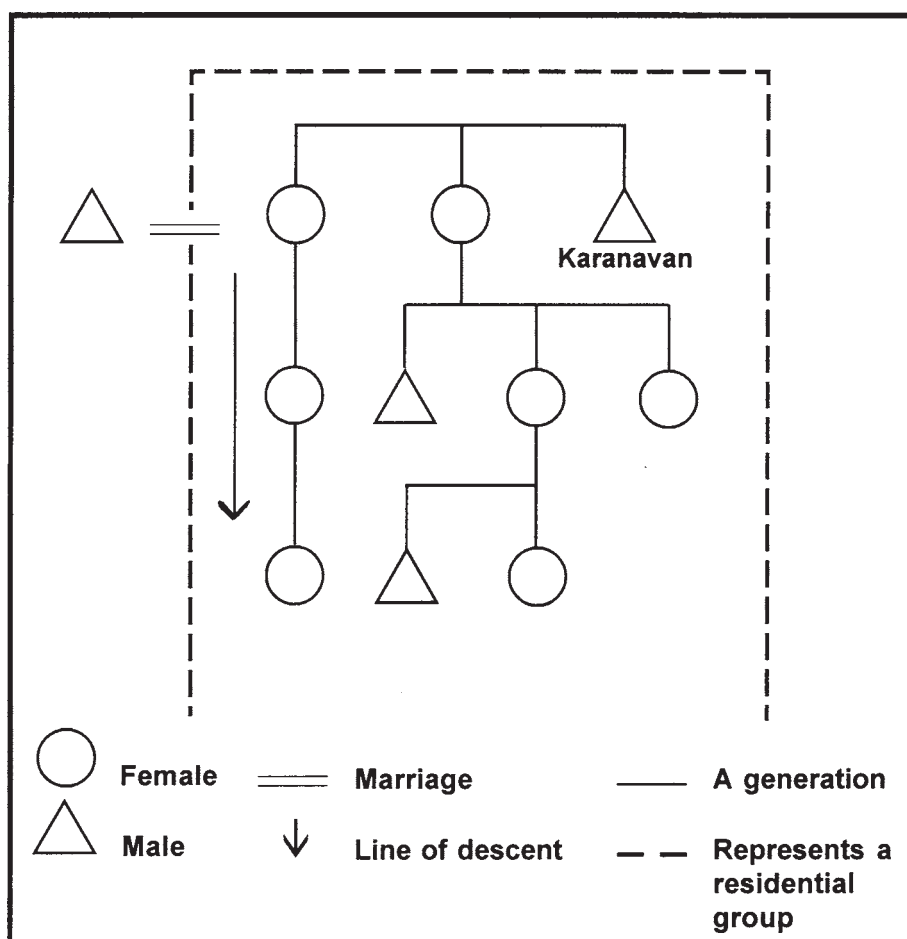 Karanavan
Female
Marriage
A generation
Male
Line of descent
Represents a
residential
group